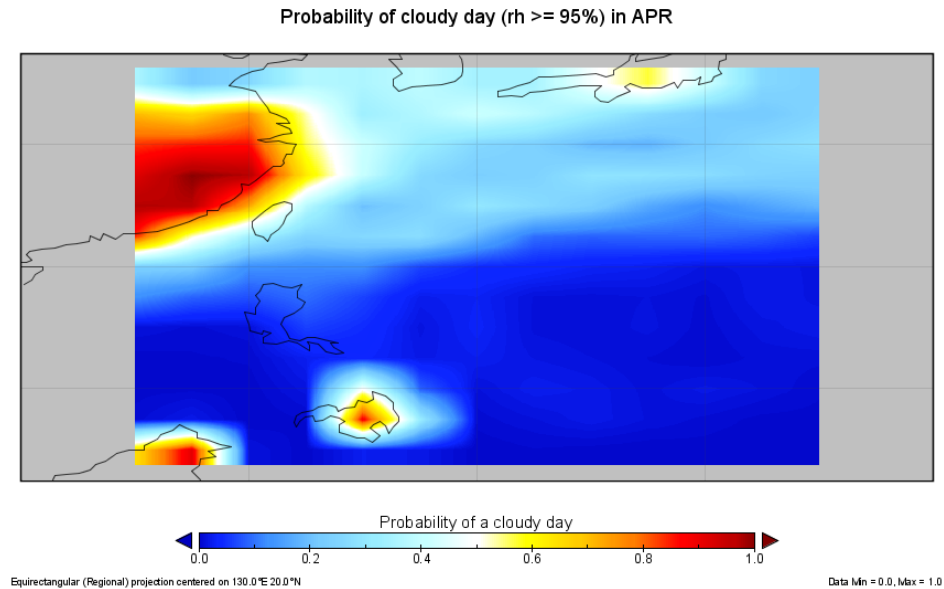 Probability of cloudy day (rh >= 95%) in APR
Probability of a cloudy day
0.0 0.2 0.4 0.6 0.8 1.0
Equirectangular (Regional) projection centered on 130.0°E 20.0°N
Data Min = 0.0, Max = 1.0